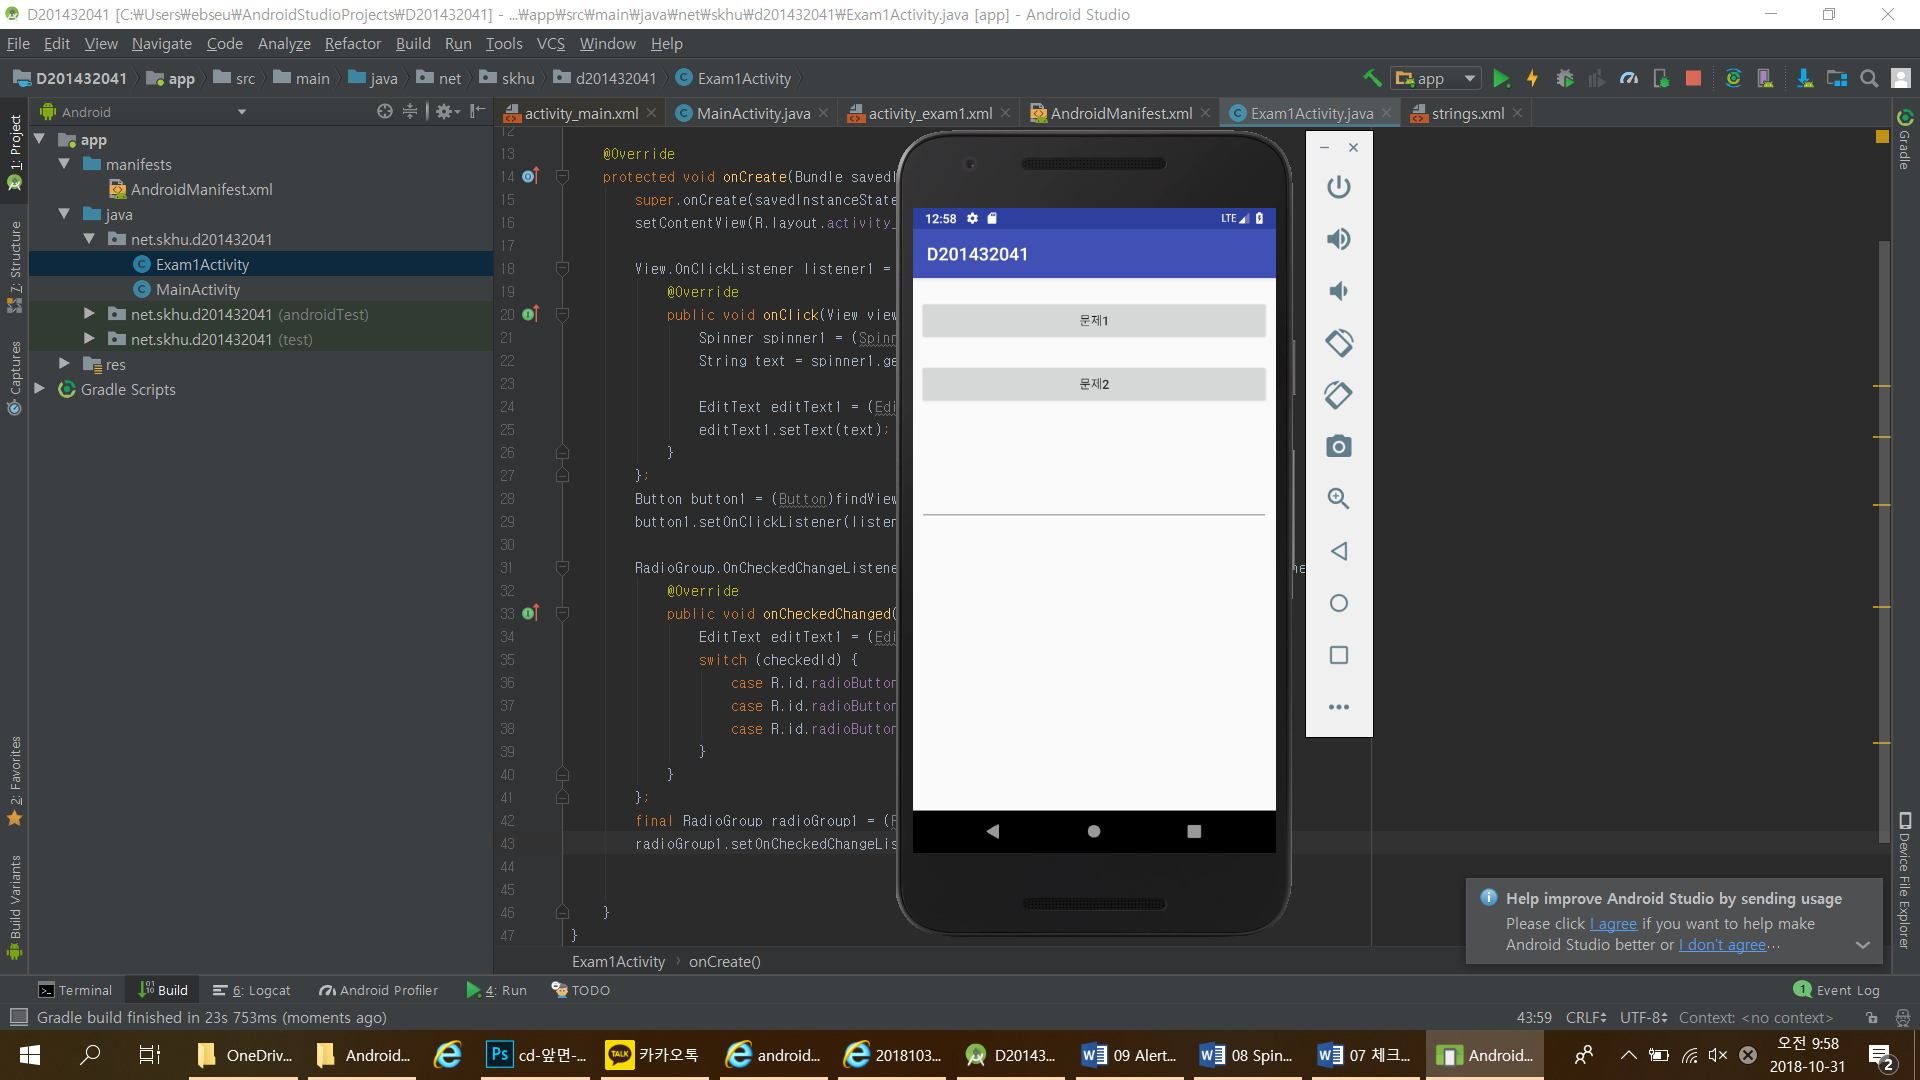 D201432041 [C:₩Users₩ebseu₩AndroidStudioProjects₩D201432041] - ...₩app₩src₩main₩java₩net₩skhu₩d201432041₩Exam1Activity.java [app] - Android Studio
File Edit View Navigate Code Analyze Refactor Build Run Tools VCS Window Help
D201432041 app src main java net skhu d201432041 Exam1Activity
app
Android
activity_main.xml MainActivity.java activity_exam1.xml AndroidManifest.xml Exam1Activity.java strings.xml
1: Project
7: Structure
Captures
2: Favorites
Build Variants
app
manifests
AndroidManifest.xml
java
net.skhu.d201432041
Exam1Activity
MainActivity
net.skhu.d201432041 (androidTest)
net.skhu.d201432041 (test)
res
Gradle Scripts
12
13 @Override
14 protected void onCreate(Bundle savedI
15 super.onCreate(savedInstanceState
16 setContentView(R.layout.activity_
17
18 View.OnClickListener listener1 =
19 @Override
20 public void onClick(View view
21 Spinner spinner1 = (Spinn
22 String text = spinner1.ge
23
24 EditText editText1 = (Edi
25 editText1.setText(text);
26 }
27 };
28 Button button1 = (Button)findView
29 button1.setOnClickListener(listen
30
31 RadioGroup.OnCheckedChangeListene
32 @Override
33 public void onCheckedChanged(
34 EditText editText1 = (Edi
35 switch (checkedId) {
36 case R.id.radioButton
37 case R.id.radioButton
38 case R.id.radioButton
39 }
40 }
41 };
42 final RadioGroup radioGroup1 = (R
43 radioGroup1.setOnCheckedChangeLis
44
45
46 }
47 }
Exam1Activity onCreate()
12:58 LTE
D201432041
문제1
문제2
Gradle
Device File Explorer
Help improve Android Studio by sending usage
Please click I agree if you want to help make
Android Studio better or I don't agree...
Terminal Build 6: Logcat Android Profiler 4: Run TODO 1 Event Log
Gradle build finished in 23s 753ms (moments ago) 43:59 CRLF UTF-8 Context: <no context>
OneDriv... Android... cd-앞면-... TALK 카카오톡 android... 2018103... D20143... 09 Alert... 08 Spin... 07 체크... Android... 오전 9:58
2018-10-31
2